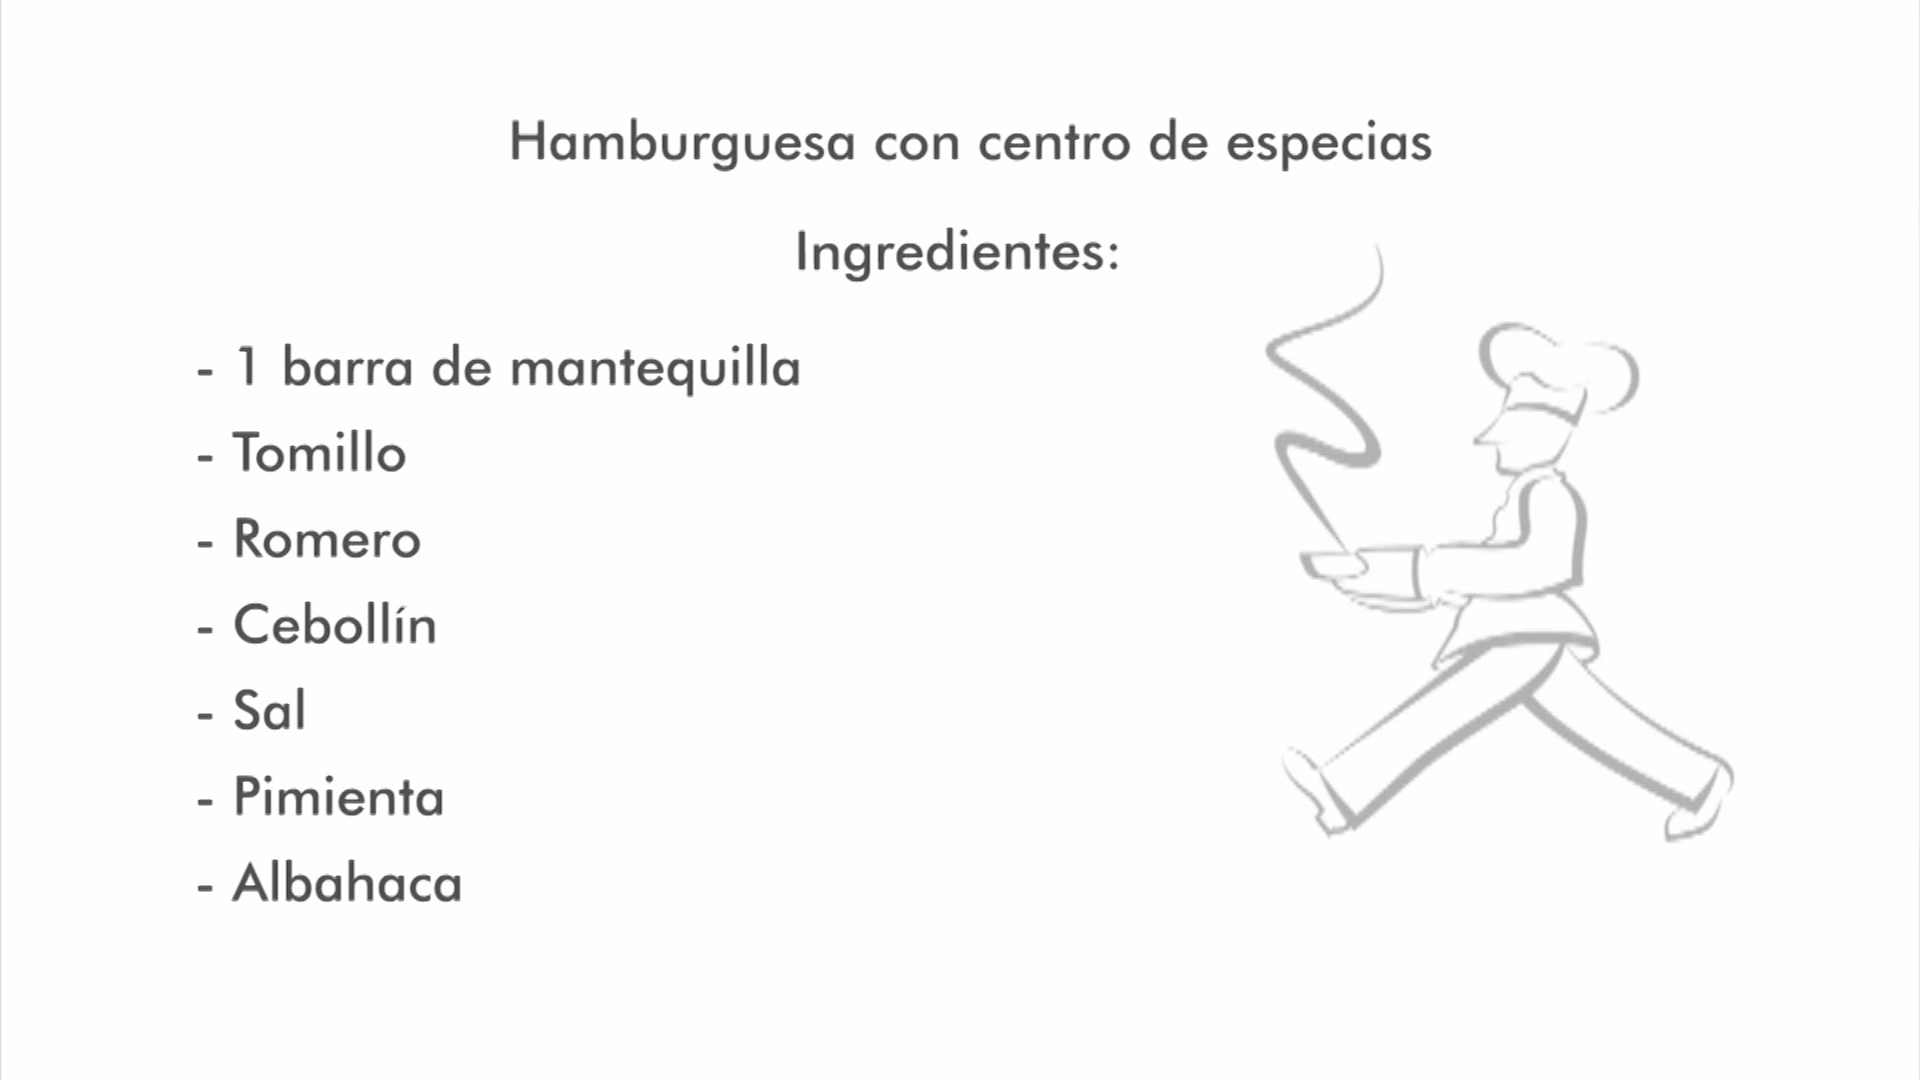 Hamburguesa con centro de especias
Ingredientes:
- 1 barra de mantequilla
- Tomillo
- Romero
- Cebollín
- Sal
- Pimienta
- Albahaca